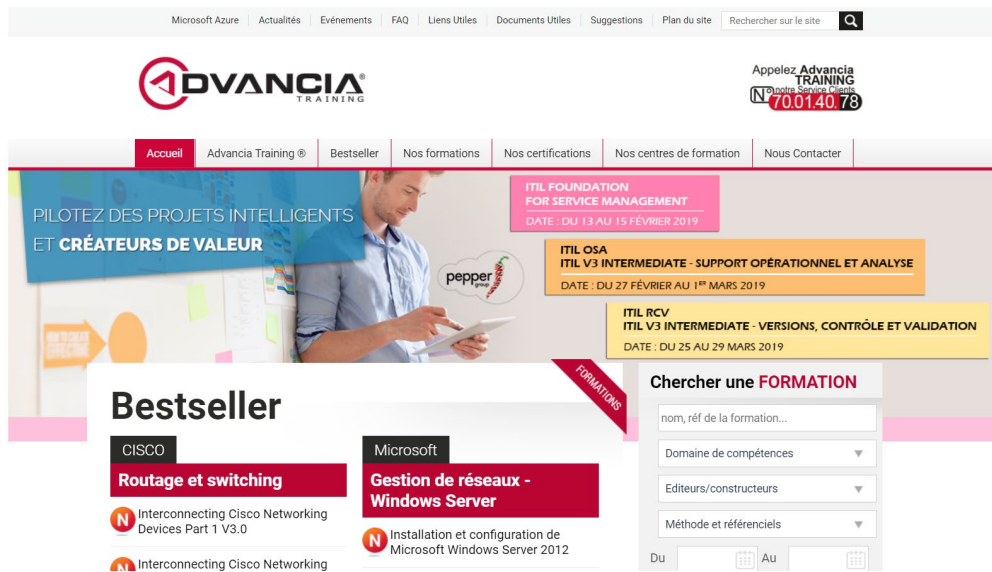 Microsoft Azure
Actualités
Evénements
FAQ
Liens Utiles
Documents Utiles
Suggestions
Plan du site
Rechercher sur le site
ADVANCIA®
TRAINING
Appelez Advancia
TRAINING
notre Service Clients
N° 70.01.40.78
Accueil
Advancia Training ®
Bestseller
Nos formations
Nos certifications
Nos centres de formation
Nous Contacter
PILOTEZ DES PROJETS INTELLIGENTS
ET CRÉATEURS DE VALEUR
pepper
group
ITIL FOUNDATION
FOR SERVICE MANAGEMENT
DATE : DU 13 AU 15 FÉVRIER 2019
ITIL OSA
ITIL V3 INTERMEDIATE - SUPPORT OPÉRATIONNEL ET ANALYSE
DATE : DU 27 FÉVRIER AU 1ER MARS 2019
ITIL RCV
ITIL V3 INTERMEDIATE - VERSIONS, CONTRÔLE ET VALIDATION
DATE : DU 25 AU 29 MARS 2019
FORMATIONS
Bestseller
CISCO
Routage et switching
N Interconnecting Cisco Networking
Devices Part 1 V3.0
N Interconnecting Cisco Networking
Microsoft
Gestion de réseaux -
Windows Server
N Installation et configuration de
Microsoft Windows Server 2012
Chercher une FORMATION
nom, réf de la formation...
Domaine de compétences
Editeurs/constructeurs
Méthode et référenciels
Du
Au